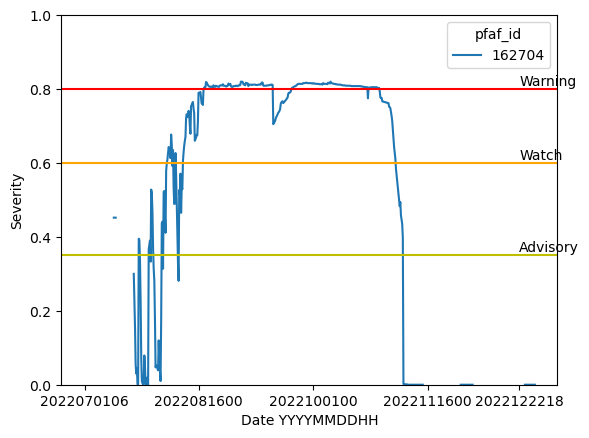 1.0
pfaf_id
162704
Warning
0.8
Watch
0.6
Severity
0.4
Advisory
0.2
0.0
2022070106 2022081600 2022100100 2022111600 2022122218
Date YYYYMMDDHH